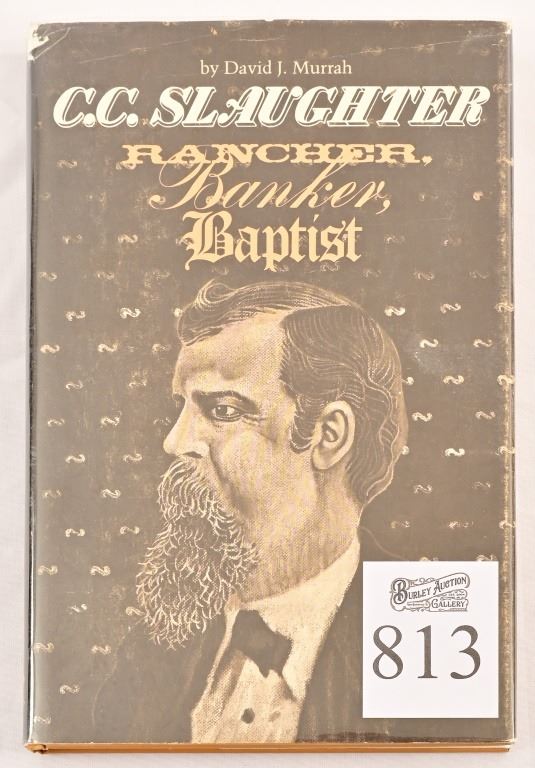 by David J. Murrah
C.C. SLAUGHTER
RANCHER,
Banker,
Baptist
BURLEY AUCTION
GALLERY
813